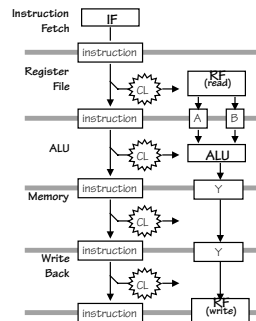 Instruction
Fetch
IF
instruction
Register
File
CL
RF
(read)
instruction
A
B
ALU
CL
ALU
Memory
instruction
Y
CL
Write
Back
instruction
Y
CL
instruction
RF
(write)